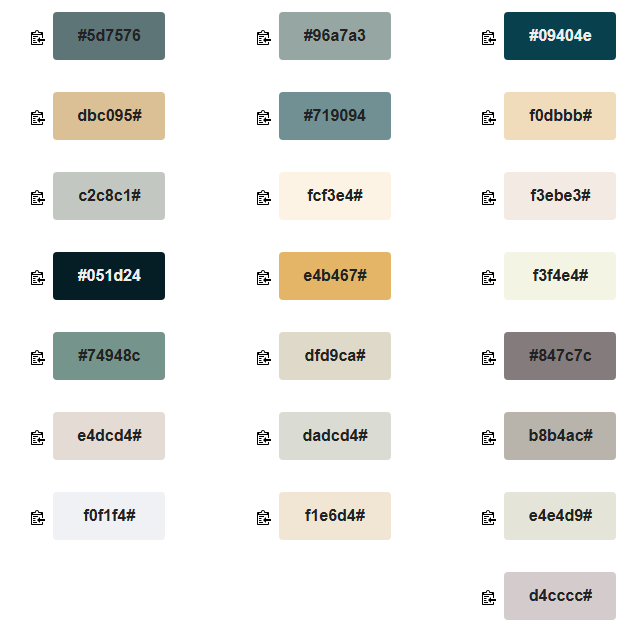 #5d7576
#96a7a3
#09404e
dbc095#
#719094
f0dbbb#
c2c8c1#
fcf3e4#
f3ebe3#
#051d24
e4b467#
f3f4e4#
#74948c
dfd9ca#
#847c7c
e4dcd4#
dadcd4#
b8b4ac#
f0f1f4#
f1e6d4#
e4e4d9#
d4cccc#